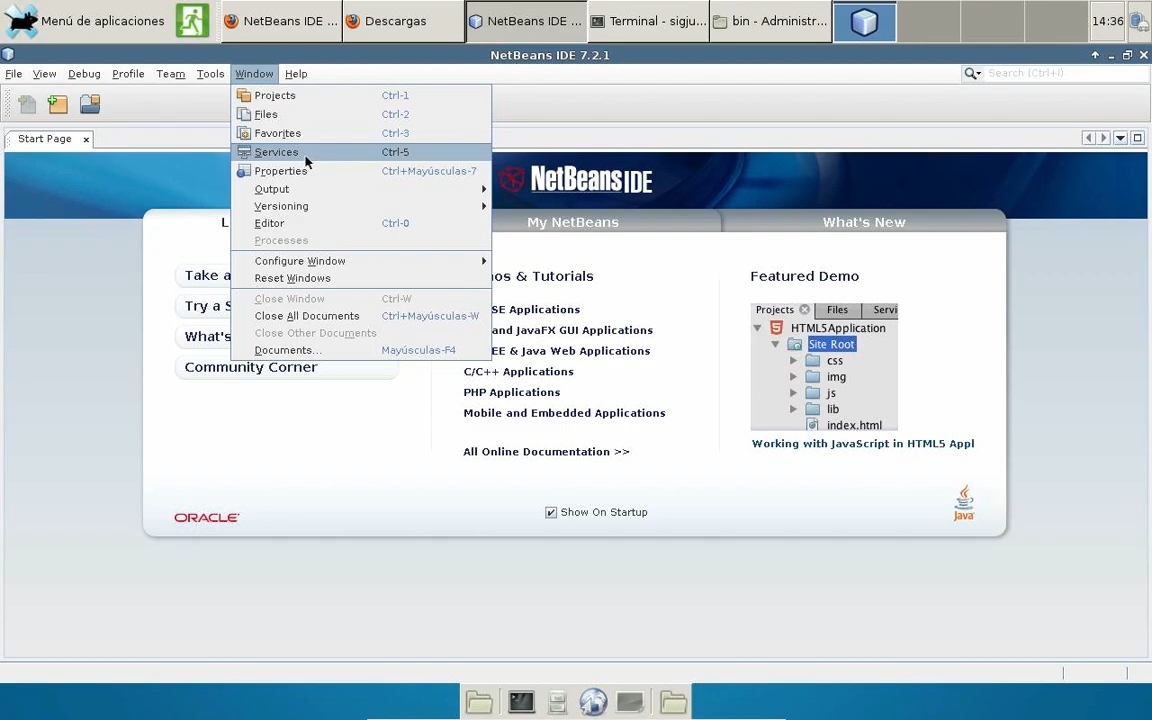 Menú de aplicaciones
NetBeans IDE ...
Descargas
NetBeans IDE ...
Terminal - sigju...
bin - Administr...
14:36
NetBeans IDE 7.2.1
File View Debug Profile Team Tools Window Help
Search (Ctrl+I)
Start Page
Projects Ctrl-1
Files Ctrl-2
Favorites Ctrl-3
Services Ctrl-5
Properties Ctrl+Mayúsculas-7
Output
Versioning
Editor Ctrl-0
Processes
Configure Window
Reset Windows
Close Window Ctrl-W
Close All Documents Ctrl+Mayúsculas-W
Close Other Documents
Documents... Mayúsculas-F4
NetBeans IDE
L
My NetBeans
What's New
Take a
Try a S
What's
Community Corner
os & Tutorials
SE Applications
and JavaFX GUI Applications
EE & Java Web Applications
C/C++ Applications
PHP Applications
Mobile and Embedded Applications
All Online Documentation >>
Featured Demo
Projects Files Servi
HTML5Application
Site Root
css
img
js
lib
index.html
Working with JavaScript in HTML5 Appl
ORACLE
Show On Startup
Java